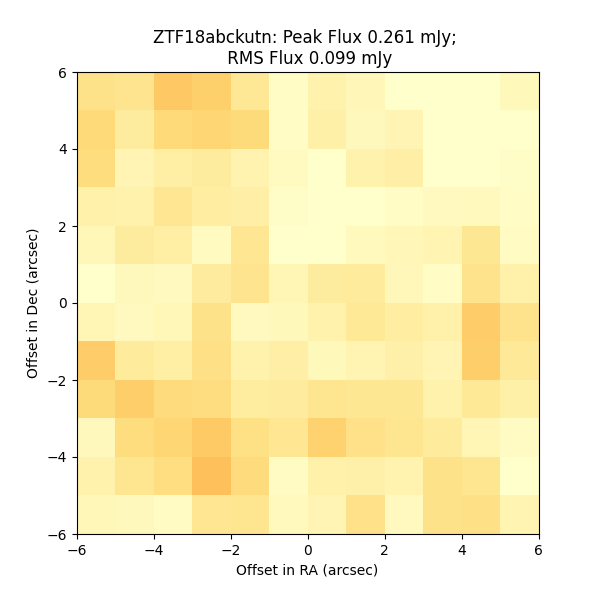 ZTF18abckutn: Peak Flux 0.261 mJy;
RMS Flux 0.099 mJy
6
4
2
0
−2
−4
−6
Offset in Dec (arcsec)
−6 −4 −2 0 2 4 6
Offset in RA (arcsec)